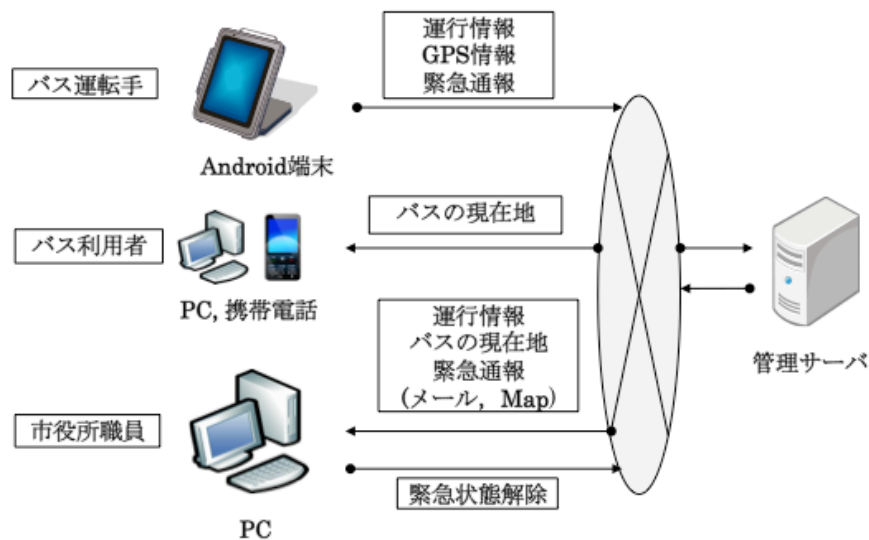 運行情報
GPS情報
緊急通報
バス運転手
Android端末
バスの現在地
バス利用者
PC, 携帯電話
運行情報
バスの現在地
緊急通報
(メール，Map)
管理サーバ
市役所職員
緊急状態解除
PC